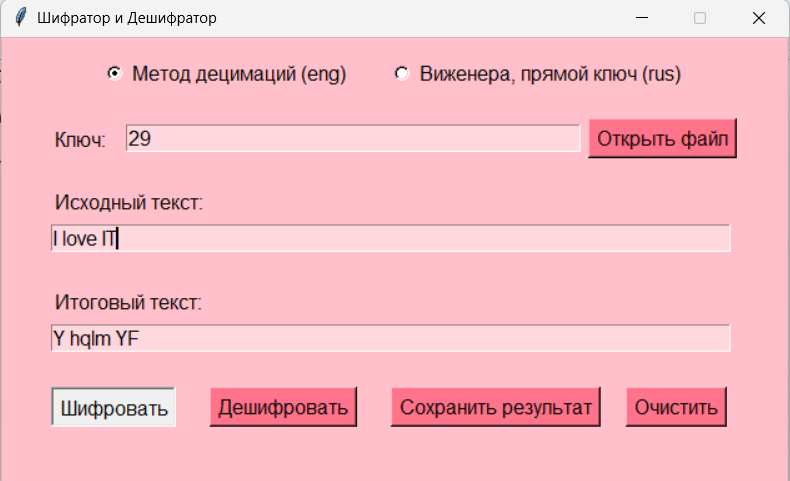 Шифратор и Дешифратор
Метод децимаций (eng) Виженера, прямой ключ (rus)
Ключ: 29 Открыть файл
Исходный текст:
I love IT
Итоговый текст:
Y hqlm YF
Шифровать Дешифровать Сохранить результат Очистить